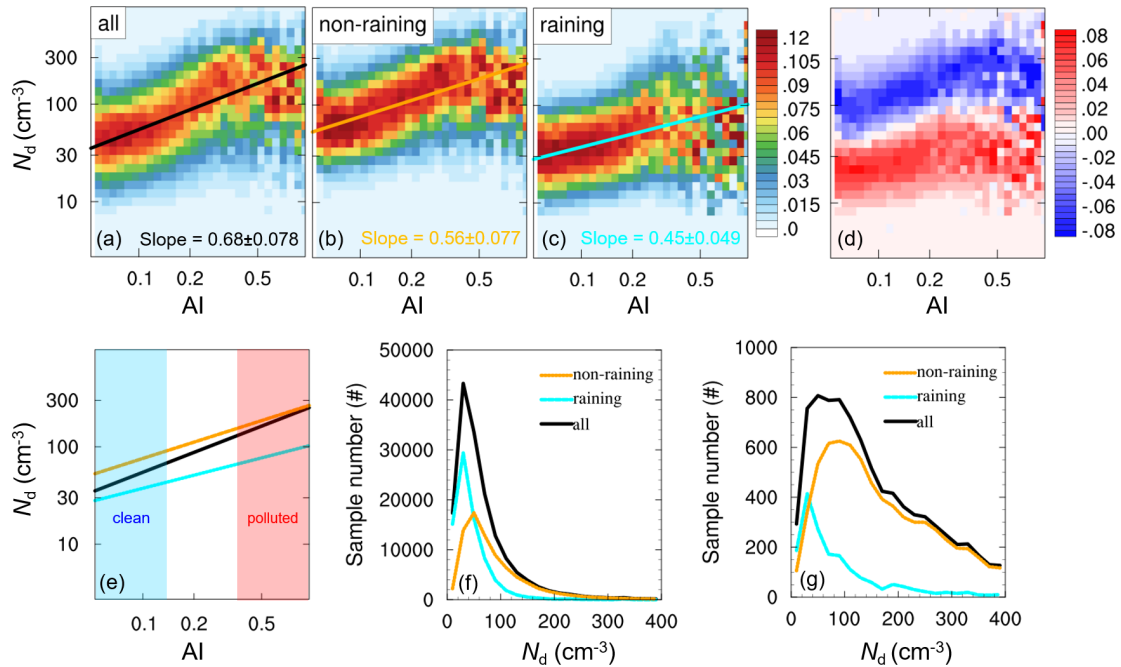 all
non-raining
raining
300
100
30
10
N_d (cm⁻³)
(a) Slope = 0.68±0.078
(b) Slope = 0.56±0.077
(c) Slope = 0.45±0.049
(d)
.12
.105
.09
.075
.06
.045
.03
.015
.0
.08
.06
.04
.02
.00
-.02
-.04
-.06
-.08
0.1 0.2 0.5
0.1 0.2 0.5
0.1 0.2 0.5
0.1 0.2 0.5
AI
AI
AI
AI
300
100
30
10
N_d (cm⁻³)
clean
polluted
(e)
0.1 0.2 0.5
AI
50000
40000
30000
20000
10000
0
Sample number (#)
non-raining
raining
all
(f)
0 100 200 300 400
N_d (cm⁻³)
1000
800
600
400
200
0
Sample number (#)
non-raining
raining
all
(g)
0 100 200 300 400
N_d (cm⁻³)